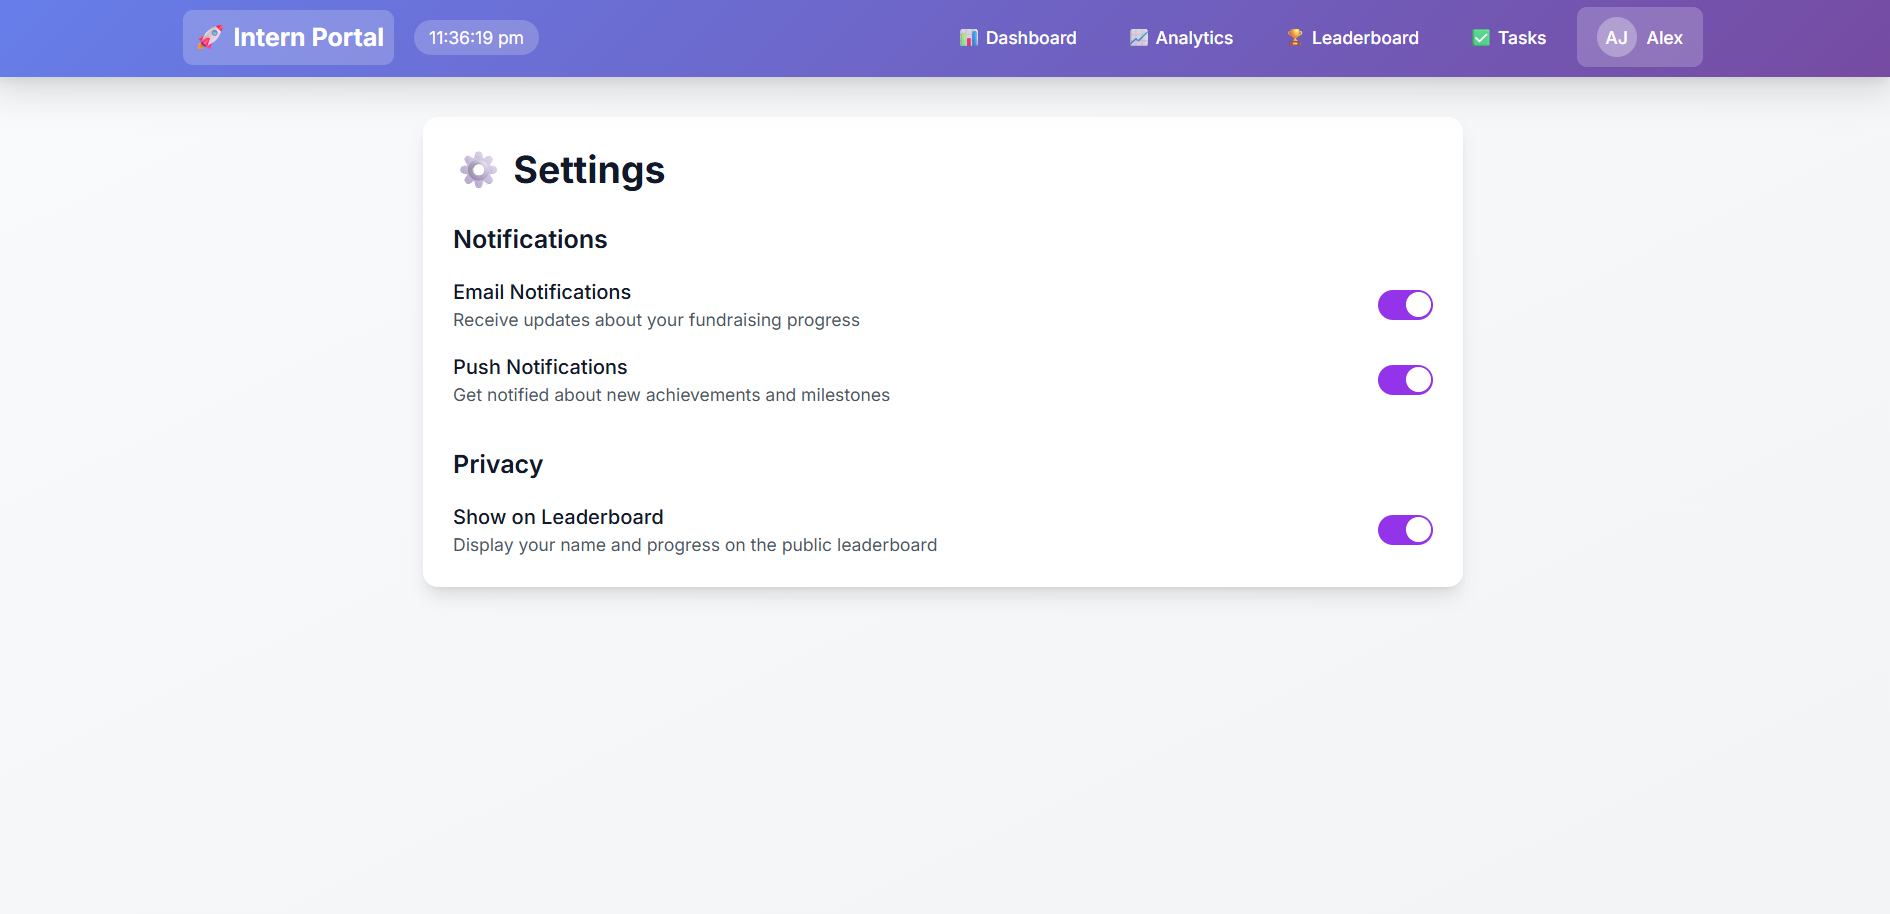 Intern Portal
11:36:19 pm
Dashboard
Analytics
Leaderboard
Tasks
AJ
Alex
Settings
Notifications
Email Notifications
Receive updates about your fundraising progress
Push Notifications
Get notified about new achievements and milestones
Privacy
Show on Leaderboard
Display your name and progress on the public leaderboard